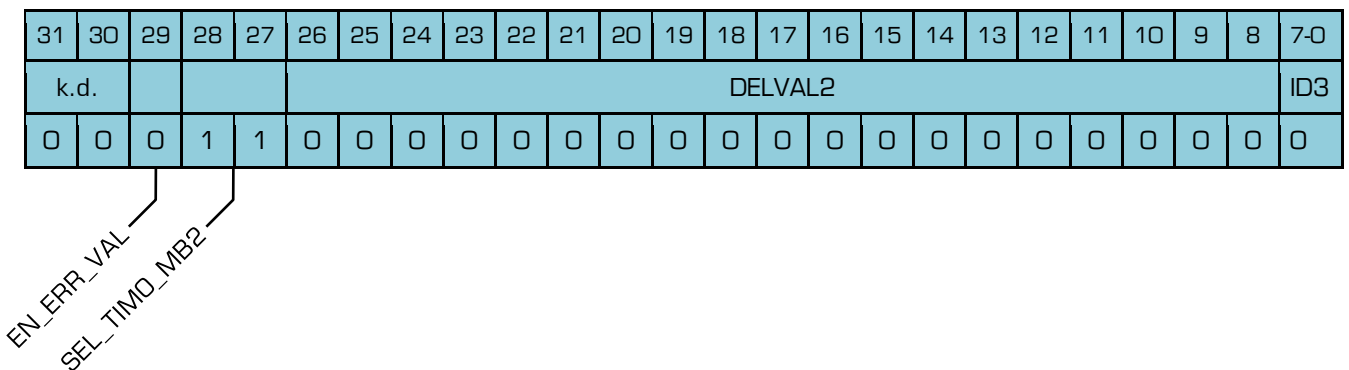 31 30 29 28 27 26 25 24 23 22 21 20 19 18 17 16 15 14 13 12 11 10 9 8 7-0
k.d. DELVAL2 ID3
0 0 0 1 1 0 0 0 0 0 0 0 0 0 0 0 0 0 0 0 0 0 0 0 0
EN_ERR_VAL
SEL_TIMO_MB2